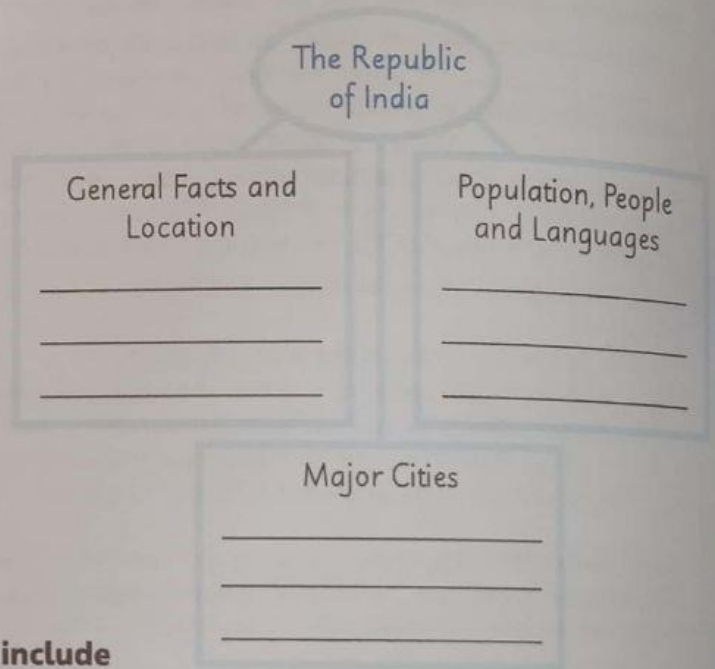 The Republic
of India
General Facts and
Location
Population, People
and Languages
Major Cities
include